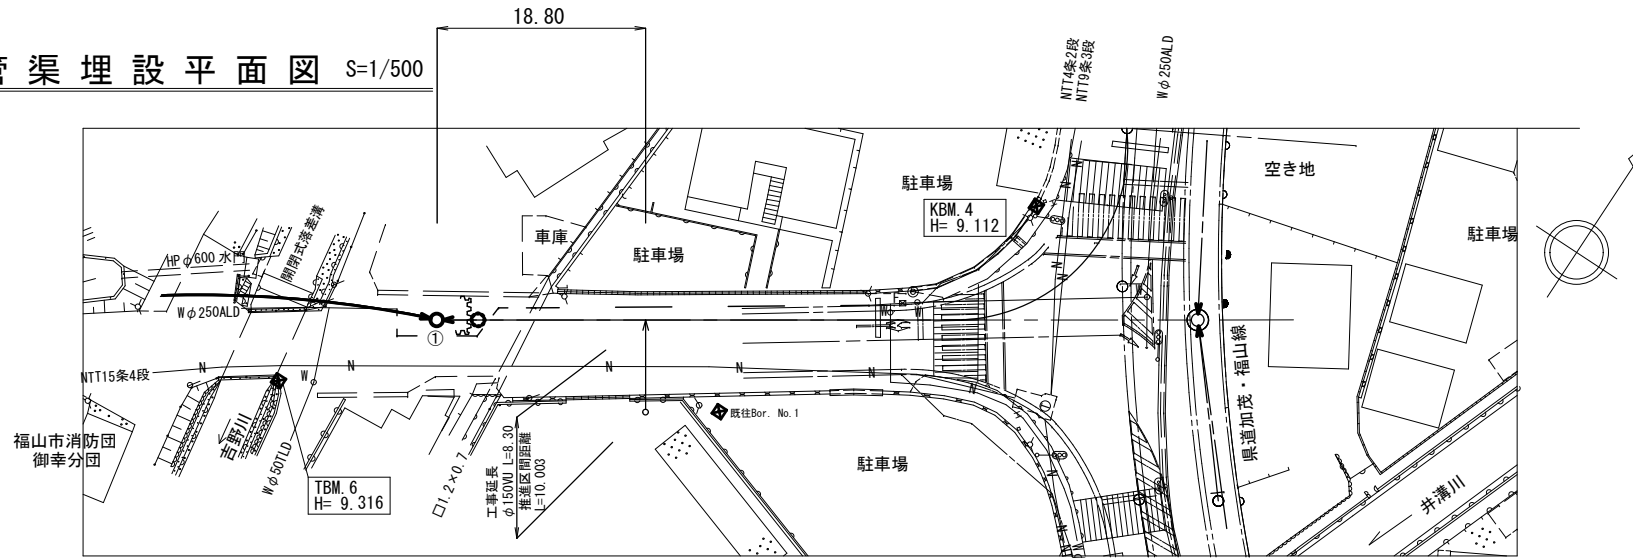 18.80
管渠埋設平面図 S=1/500
NTT4条2段
NTT9条3段
Wφ250ALD
空き地
駐車場
KBM.4
H= 9.112
駐車場
車庫
駐車場
開閉式落差溝
HPφ600 水門
Wφ250ALD
①
N
N
N
N
N
W
NTT15条4段
福山市消防団
御幸分団
吉野川
Wφ50TLD
TBM.6
H= 9.316
□1.2×0.7
工事延長
φ150VU L=8.30
推進区間距離
L=10.003
既往Bor. No.1
駐車場
県道加茂・福山線
井溝川